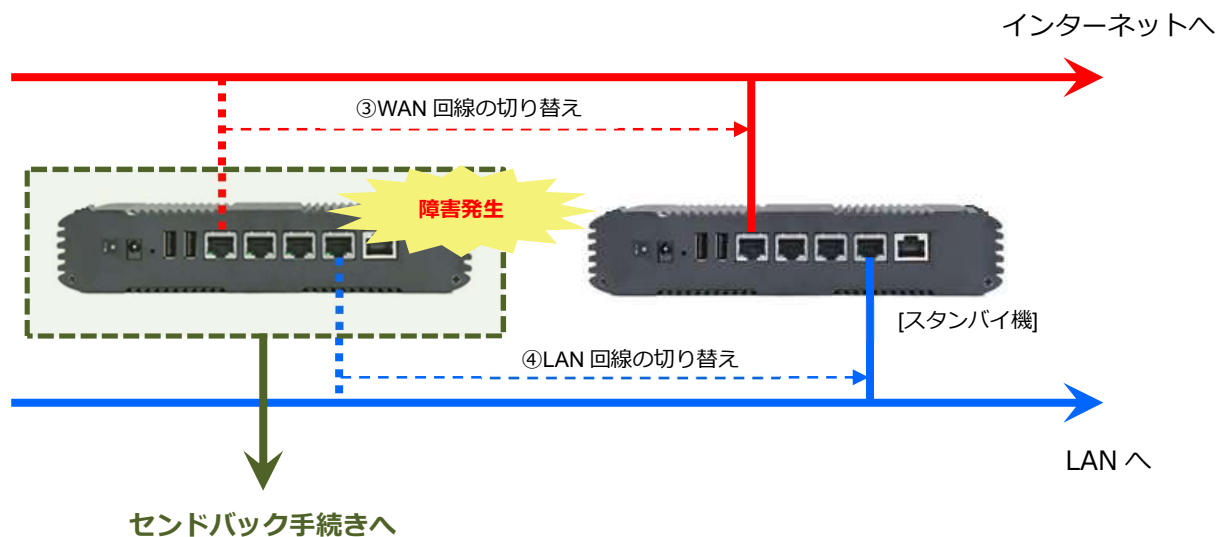 インターネットへ
③WAN 回線の切り替え
障害発生
[スタンバイ機]
④LAN 回線の切り替え
LAN へ
センドバック手続きへ